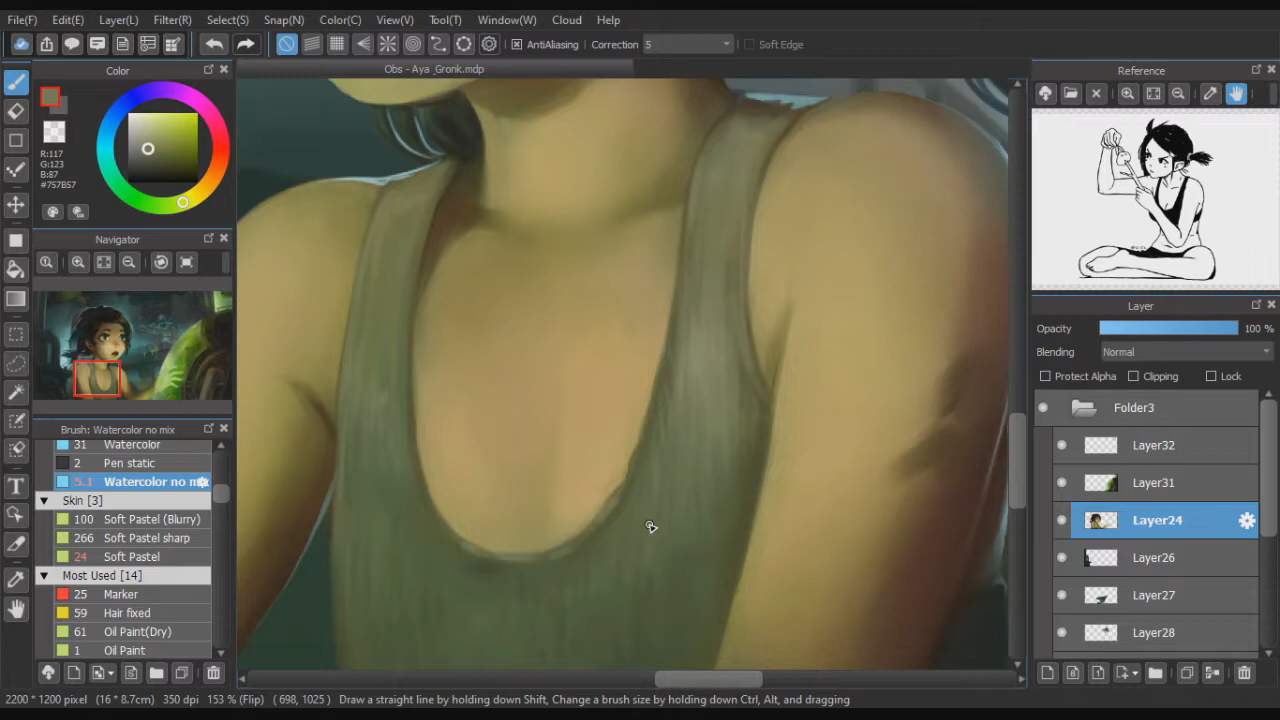 File(F) Edit(E) Layer(L) Filter(R) Select(S) Snap(N) Color(C) View(V) Tool(T) Window(W) Cloud Help
AntiAliasing Correction 5 Soft Edge
Color
Obs - Aya_Gronk.mdp
Reference
R:117
G:123
B:87
#757B57
Navigator
Brush: Watercolor no mix
31 Watercolor
2 Pen static
5.1 Watercolor no mix
Skin [3]
100 Soft Pastel (Blurry)
266 Soft Pastel sharp
24 Soft Pastel
Most Used [14]
25 Marker
59 Hair fixed
61 Oil Paint(Dry)
1 Oil Paint
Layer
Opacity 100 %
Blending Normal
Protect Alpha Clipping Lock
Folder3
Layer32
Layer31
Layer24
Layer26
Layer27
Layer28
2200 * 1200 pixel (16 * 8.7cm) 350 dpi 153 % (Flip) ( 698, 1025 ) Draw a straight line by holding down Shift, Change a brush size by holding down Ctrl, Alt, and dragging